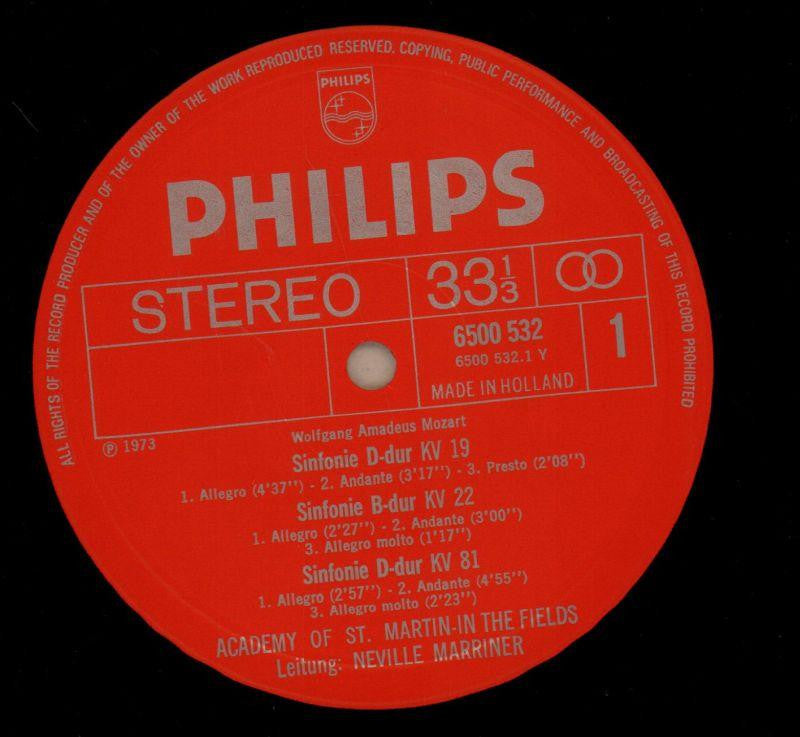 ALL RIGHTS OF THE RECORD PRODUCER AND OF THE OWNER OF THE WORK REPRODUCED RESERVED. COPYING, PUBLIC PERFORMANCE AND BROADCASTING OF THIS RECORD PROHIBITED
PHILIPS
PHILIPS
STEREO 33 1/3
6500 532 1
6500 532.1 Y
MADE IN HOLLAND
℗ 1973
Wolfgang Amadeus Mozart
Sinfonie D-dur KV 19
1. Allegro (4'37'') - 2. Andante (3'17'') - 3. Presto (2'08'')
Sinfonie B-dur KV 22
1. Allegro (2'27'') - 2. Andante (3'00'')
3. Allegro molto (1'17'')
Sinfonie D-dur KV 81
1. Allegro (2'57'') - 2. Andante (4'55'')
3. Allegro molto (2'23'')
ACADEMY OF ST. MARTIN-IN THE FIELDS
Leitung: NEVILLE MARRINER